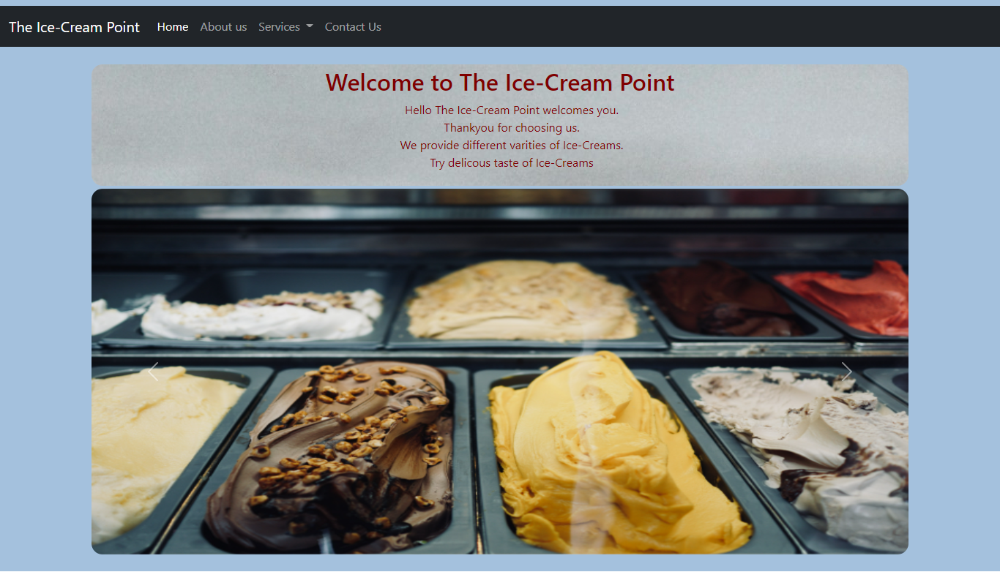 The Ice-Cream Point Home About us Services Contact Us
Welcome to The Ice-Cream Point
Hello The Ice-Cream Point welcomes you.
Thankyou for choosing us.
We provide different varities of Ice-Creams.
Try delicous taste of Ice-Creams